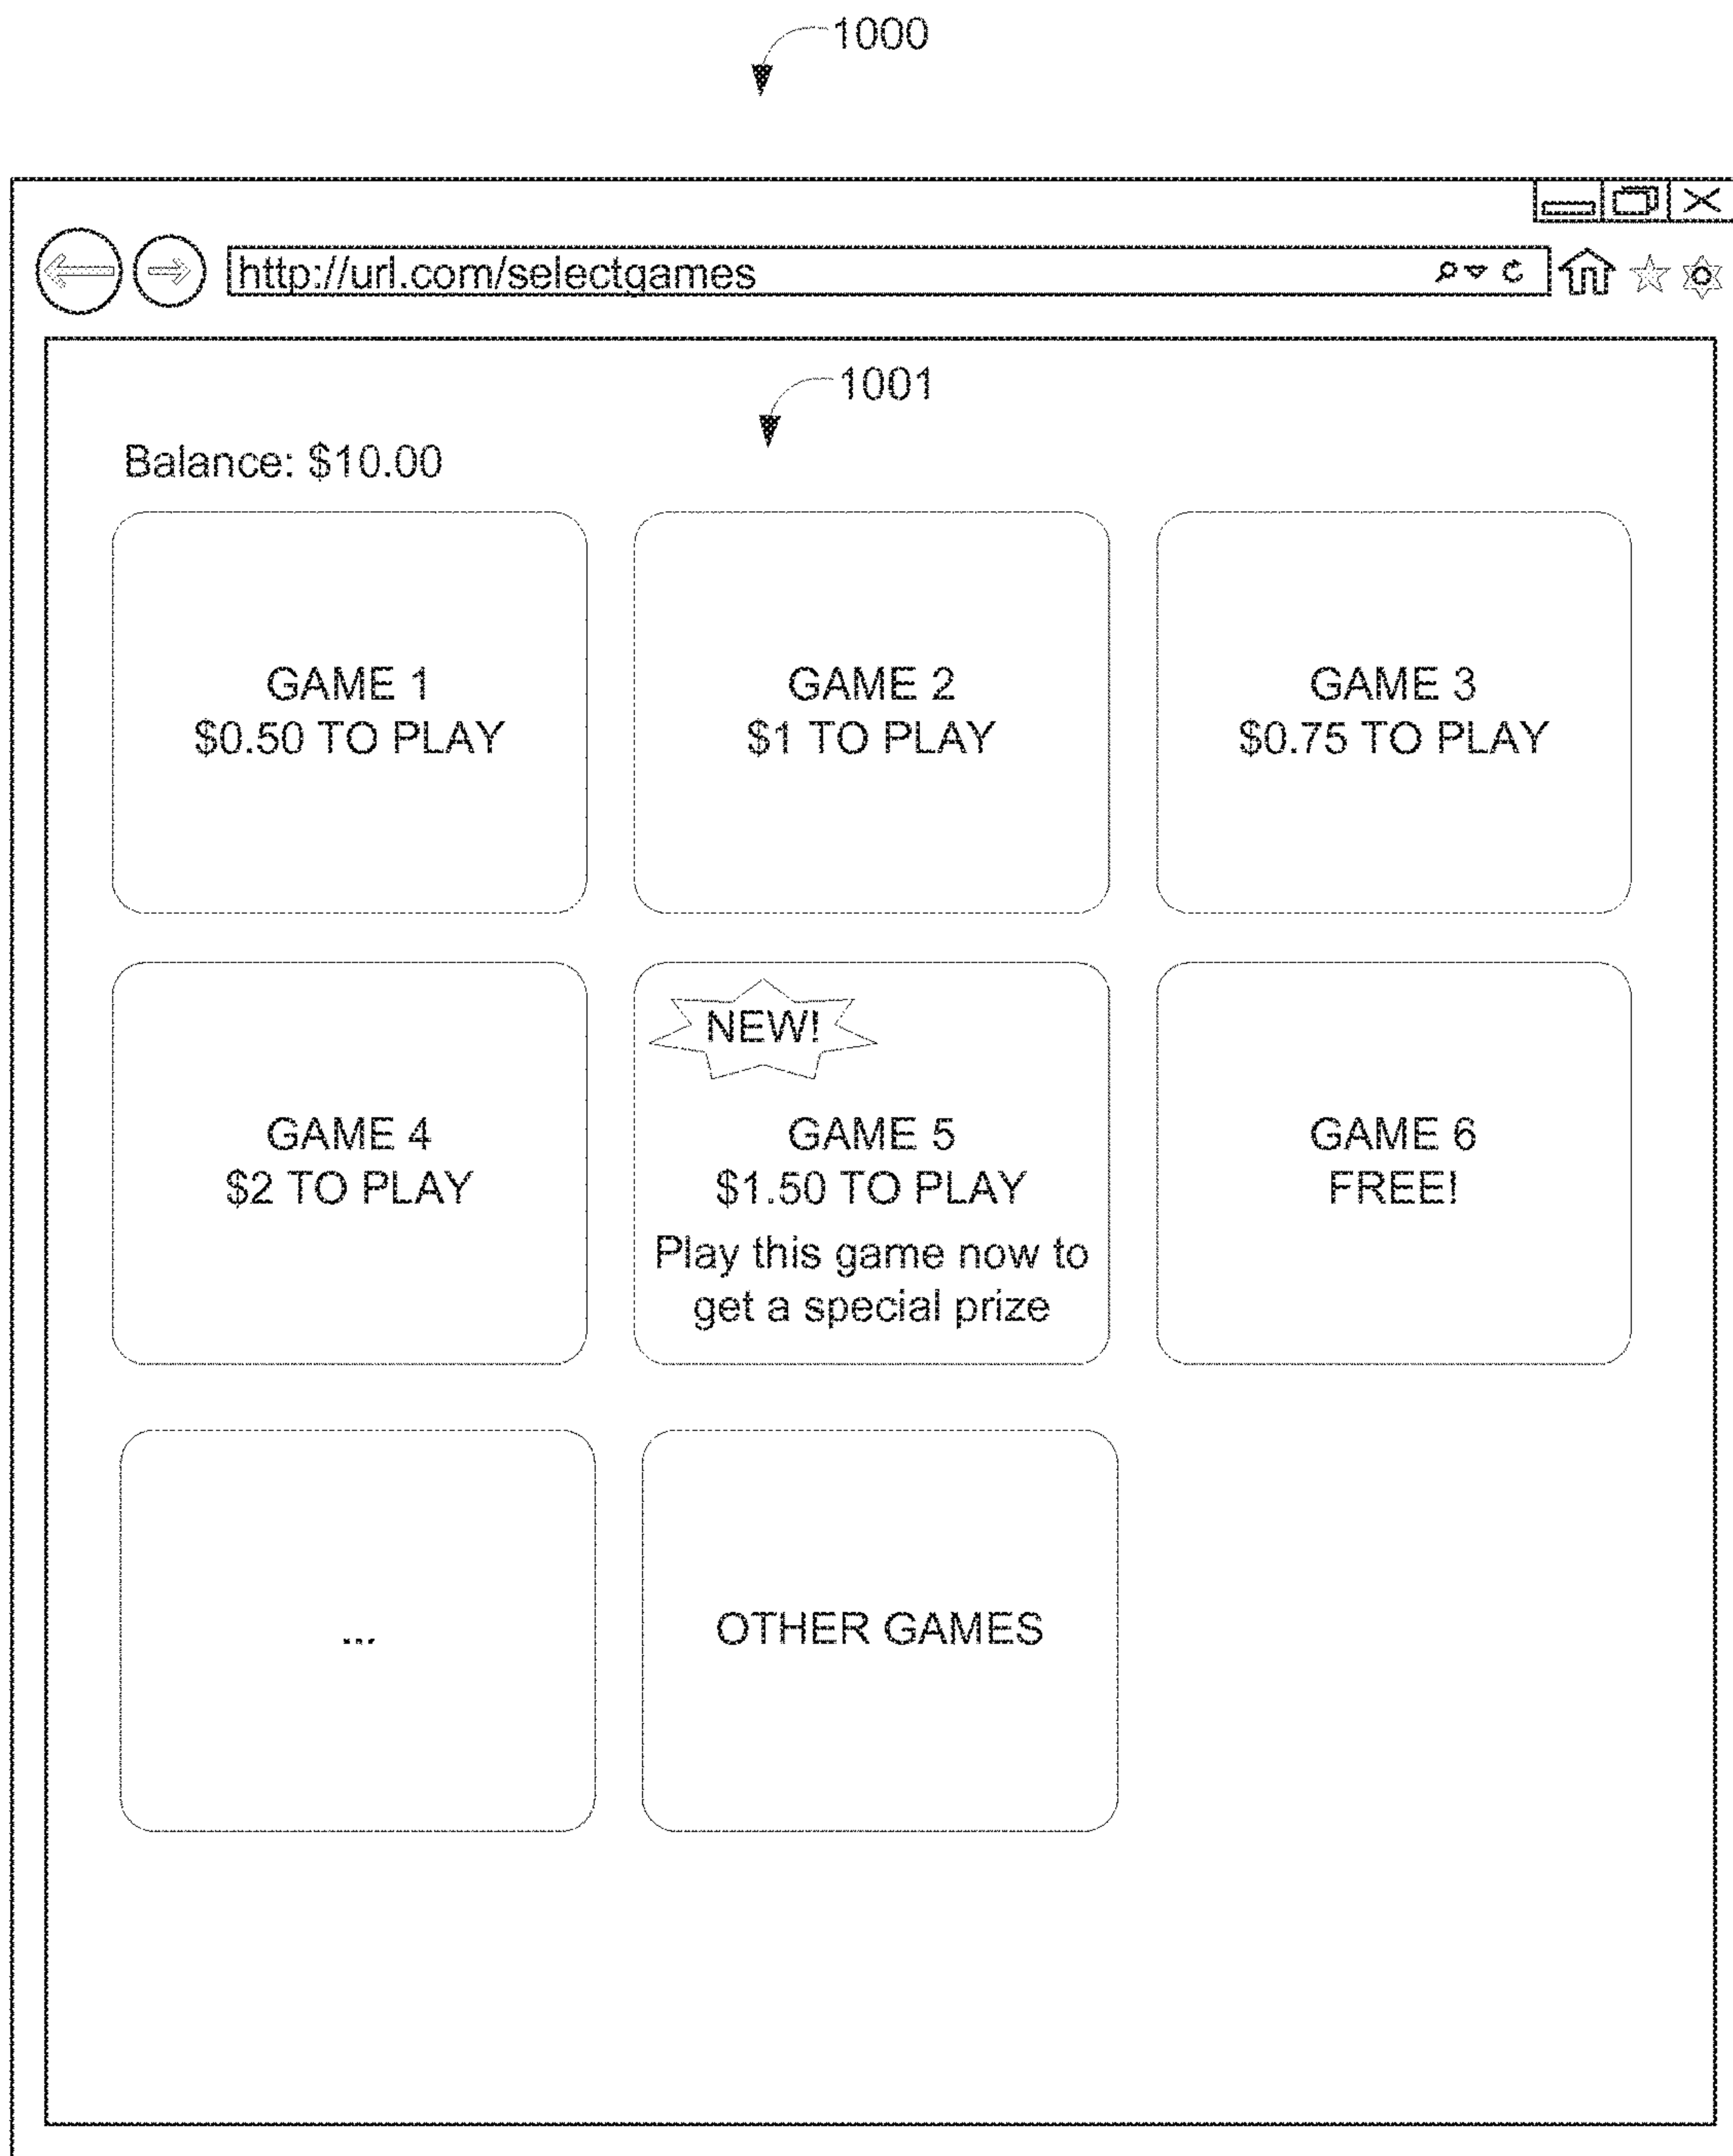 1000
http://url.com/selectgames
1001
Balance: $10.00
GAME 1
$0.50 TO PLAY
GAME 2
$1 TO PLAY
GAME 3
$0.75 TO PLAY
GAME 4
$2 TO PLAY
NEW!
GAME 5
$1.50 TO PLAY
Play this game now to
get a special prize
GAME 6
FREE!
...
OTHER GAMES